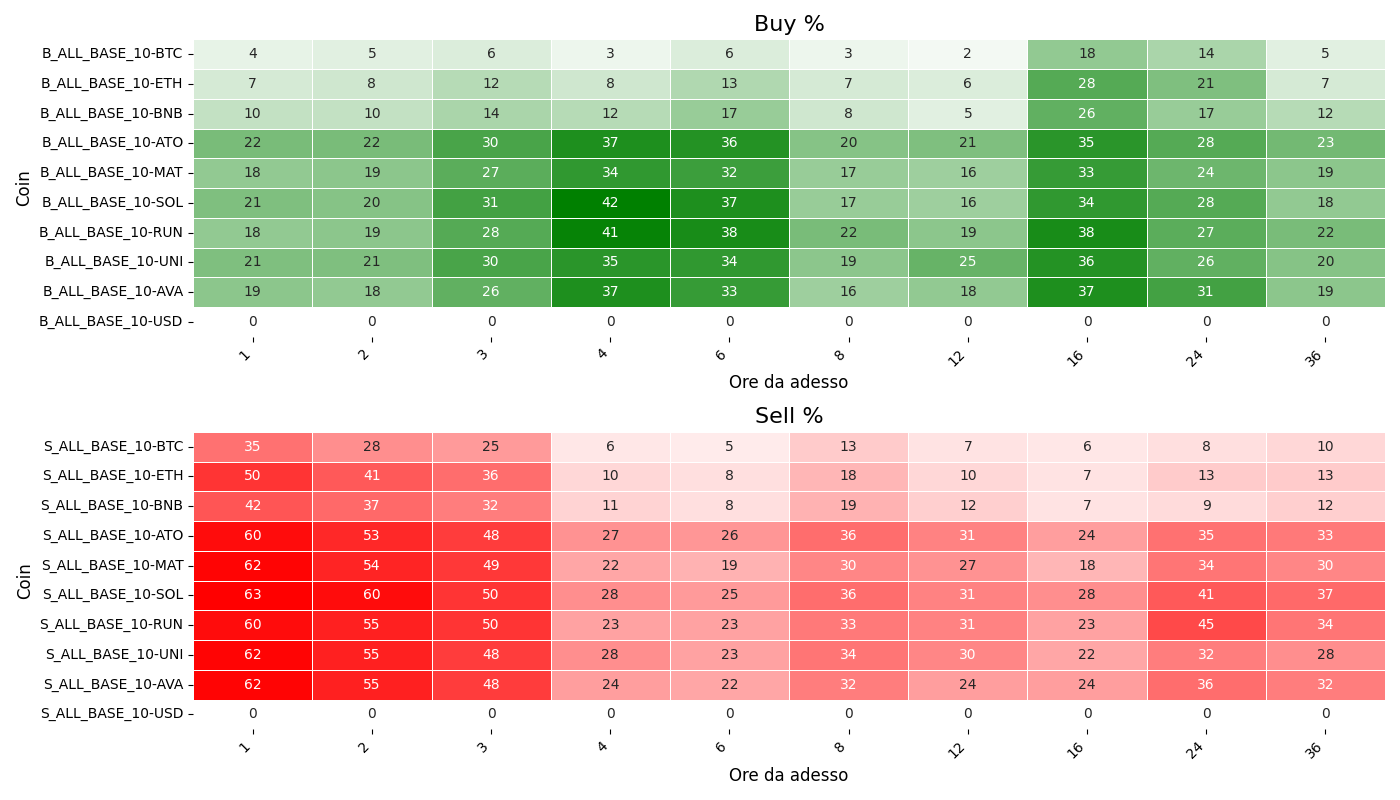 Buy %
Coin
B_ALL_BASE_10-BTC 4 5 6 3 6 3 2 18 14 5
B_ALL_BASE_10-ETH 7 8 12 8 13 7 6 28 21 7
B_ALL_BASE_10-BNB 10 10 14 12 17 8 5 26 17 12
B_ALL_BASE_10-ATO 22 22 30 37 36 20 21 35 28 23
B_ALL_BASE_10-MAT 18 19 27 34 32 17 16 33 24 19
B_ALL_BASE_10-SOL 21 20 31 42 37 17 16 34 28 18
B_ALL_BASE_10-RUN 18 19 28 41 38 22 19 38 27 22
B_ALL_BASE_10-UNI 21 21 30 35 34 19 25 36 26 20
B_ALL_BASE_10-AVA 19 18 26 37 33 16 18 37 31 19
B_ALL_BASE_10-USD 0 0 0 0 0 0 0 0 0 0
1 2 3 4 6 8 12 16 24 36
Ore da adesso
Sell %
Coin
S_ALL_BASE_10-BTC 35 28 25 6 5 13 7 6 8 10
S_ALL_BASE_10-ETH 50 41 36 10 8 18 10 7 13 13
S_ALL_BASE_10-BNB 42 37 32 11 8 19 12 7 9 12
S_ALL_BASE_10-ATO 60 53 48 27 26 36 31 24 35 33
S_ALL_BASE_10-MAT 62 54 49 22 19 30 27 18 34 30
S_ALL_BASE_10-SOL 63 60 50 28 25 36 31 28 41 37
S_ALL_BASE_10-RUN 60 55 50 23 23 33 31 23 45 34
S_ALL_BASE_10-UNI 62 55 48 28 23 34 30 22 32 28
S_ALL_BASE_10-AVA 62 55 48 24 22 32 24 24 36 32
S_ALL_BASE_10-USD 0 0 0 0 0 0 0 0 0 0
1 2 3 4 6 8 12 16 24 36
Ore da adesso